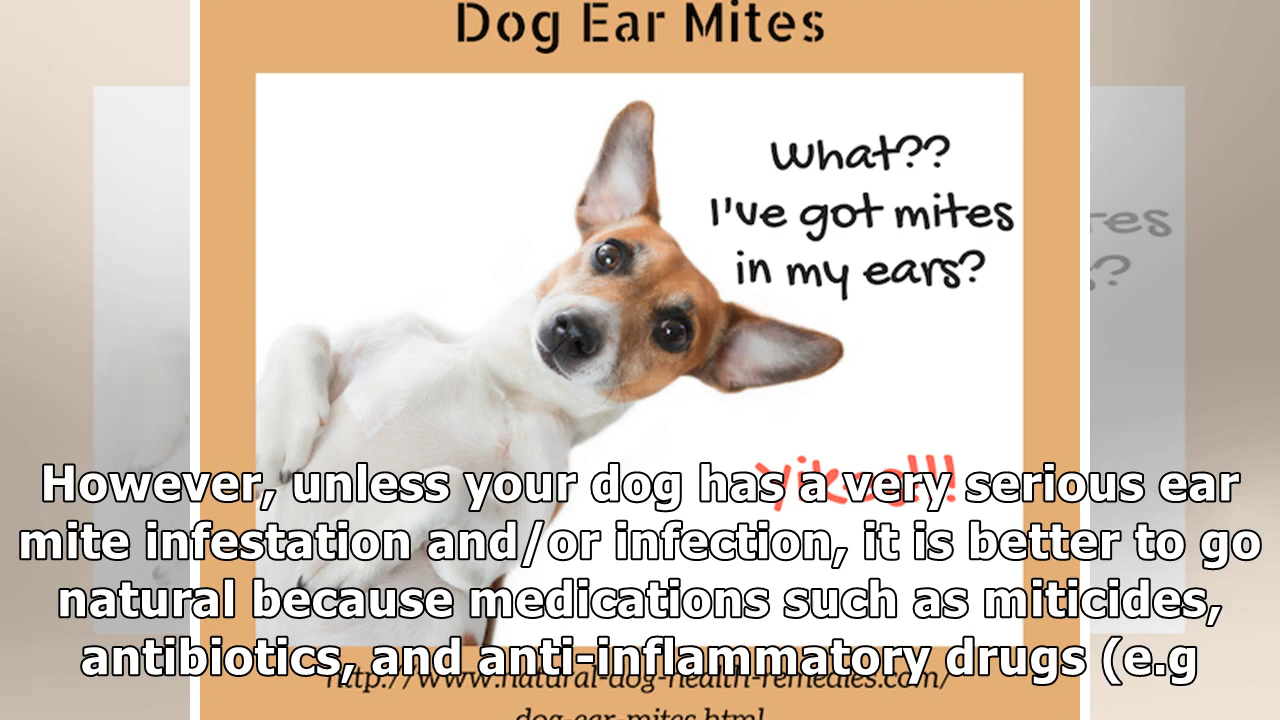 Dog Ear Mites
What??
I've got mites
in my ears?
tes
?
Yikes!!!
However, unless your dog has a very serious ear
mite infestation and/or infection, it is better to go
natural because medications such as miticides,
antibiotics, and anti-inflammatory drugs (e.g
http://www.natural-dog-health-remedies.com/
dog-ear-mites.html